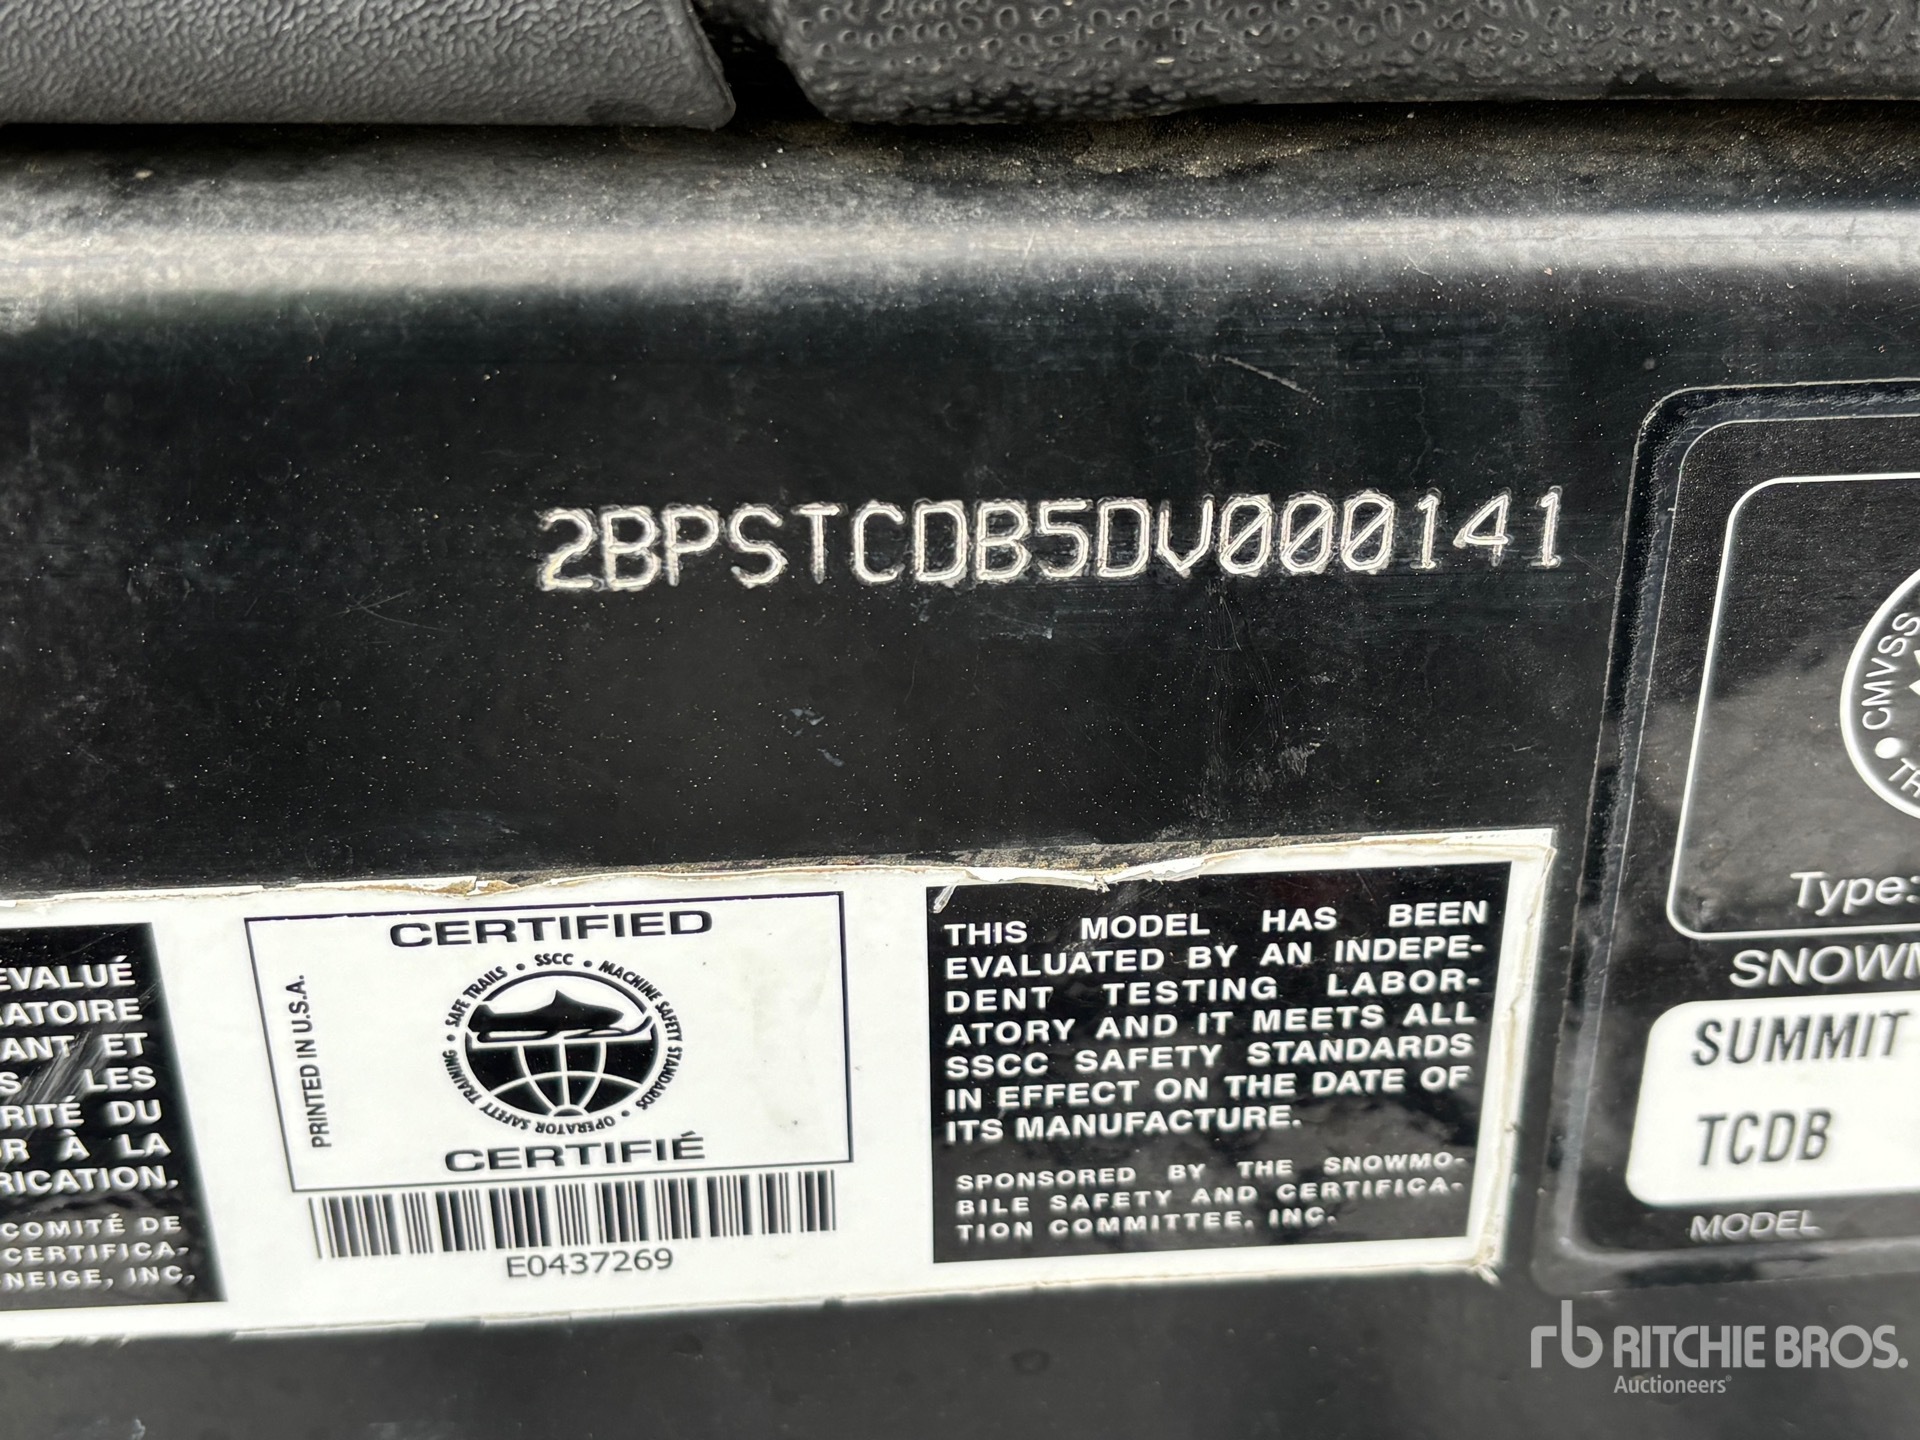 2BPSTCDB5DV000141
EVALUÉ
ATOIRE
ANT ET
S LES
RITÉ DU
R À LA
RICATION.
COMITÉ DE
CERTIFICA-
NEIGE, INC.
CERTIFIED
SAFE TRAILS • SSCC • MACHINE SAFETY STANDARDS • OPERATOR SAFETY TRAINING •
CERTIFIÉ
PRINTED IN U.S.A.
E0437269
THIS MODEL HAS BEEN
EVALUATED BY AN INDEPE-
DENT TESTING LABOR-
ATORY AND IT MEETS ALL
SSCC SAFETY STANDARDS
IN EFFECT ON THE DATE OF
ITS MANUFACTURE.
SPONSORED BY THE SNOWMO-
BILE SAFETY AND CERTIFICA-
TION COMMITTEE, INC.
CMVSS
Type:
SNOWM
SUMMIT
TCDB
MODEL
rb RITCHIE BROS.
Auctioneers